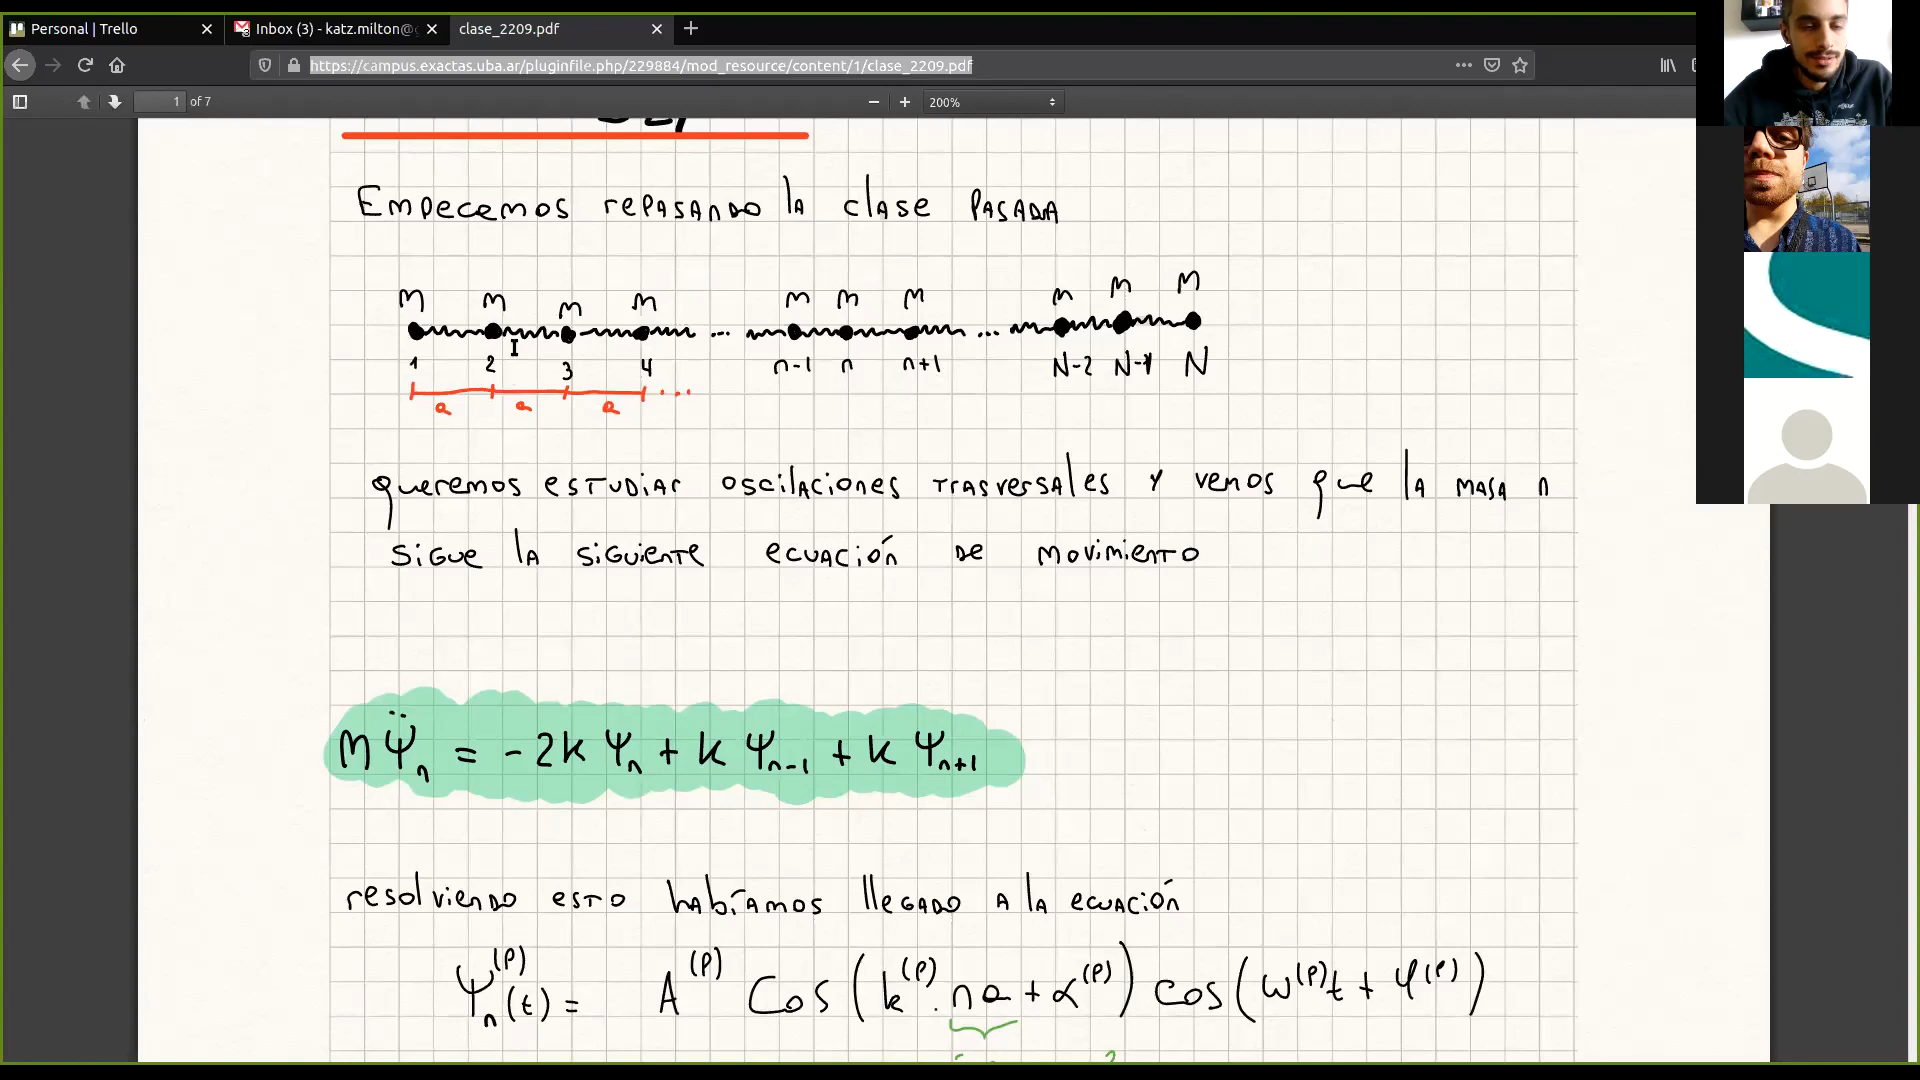 Personal | Trello
Inbox (3) - katz.milton@
clase_2209.pdf
https://campus.exactas.uba.ar/pluginfile.php/229884/mod_resource/content/1/clase_2209.pdf
1 of 7
200%
Empecemos repasando la clase pasada
m m m m m m m m m m
... ...
1 2 3 4 n-1 n n+1 N-2 N-1 N
a a a ...
queremos estudiar oscilaciones trasversales y vemos que la masa n
sigue la siguiente ecuación de movimiento
m ψ̈ₙ = -2k ψₙ + k ψₙ₋₁ + k ψₙ₊₁
resolviendo esto habíamos llegado a la ecuación
ψₙ⁽ᵖ⁾(t) = A⁽ᵖ⁾ cos(k⁽ᵖ⁾. na + α⁽ᵖ⁾) cos(ω⁽ᵖ⁾t + φ⁽ᵖ⁾)